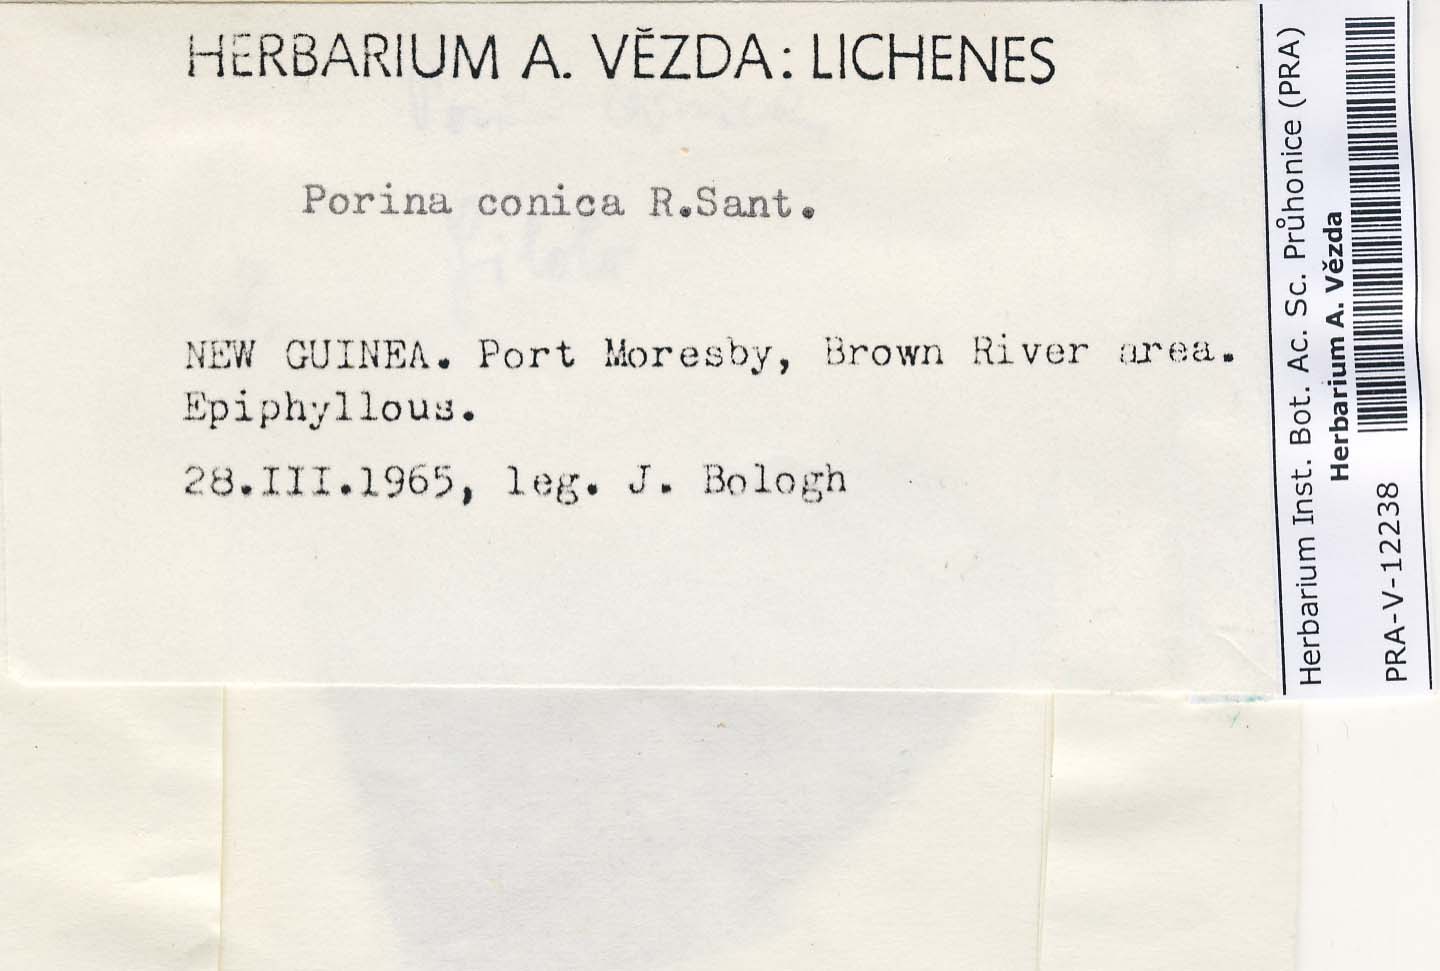 HERBARIUM A. VĚZDA: LICHENES
Porina conica R.Sant.
NEW GUINEA. Port Moresby, Brown River area.
Epiphyllous.
28.III.1965, leg. J. Bologh
Herbarium Inst. Bot. Ac. Sc. Průhonice (PRA)
Herbarium A. Vězda
PRA-V-12238